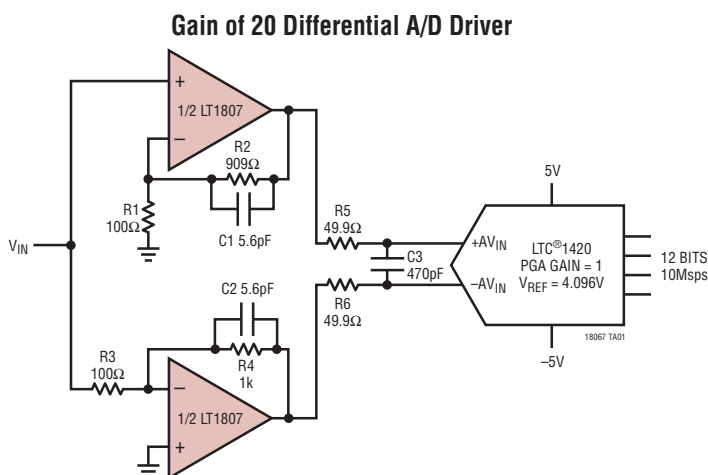 Gain of 20 Differential A/D Driver
+
1/2 LT1807
–
R2
909Ω
R1
100Ω
C1 5.6pF
VIN
R5
49.9Ω
5V
+AVIN
–AVIN
LTC®1420
PGA GAIN = 1
VREF = 4.096V
12 BITS
10Msps
C3
470pF
C2 5.6pF
R6
49.9Ω
18067 TA01
R3
100Ω
R4
1k
–5V
–
1/2 LT1807
+